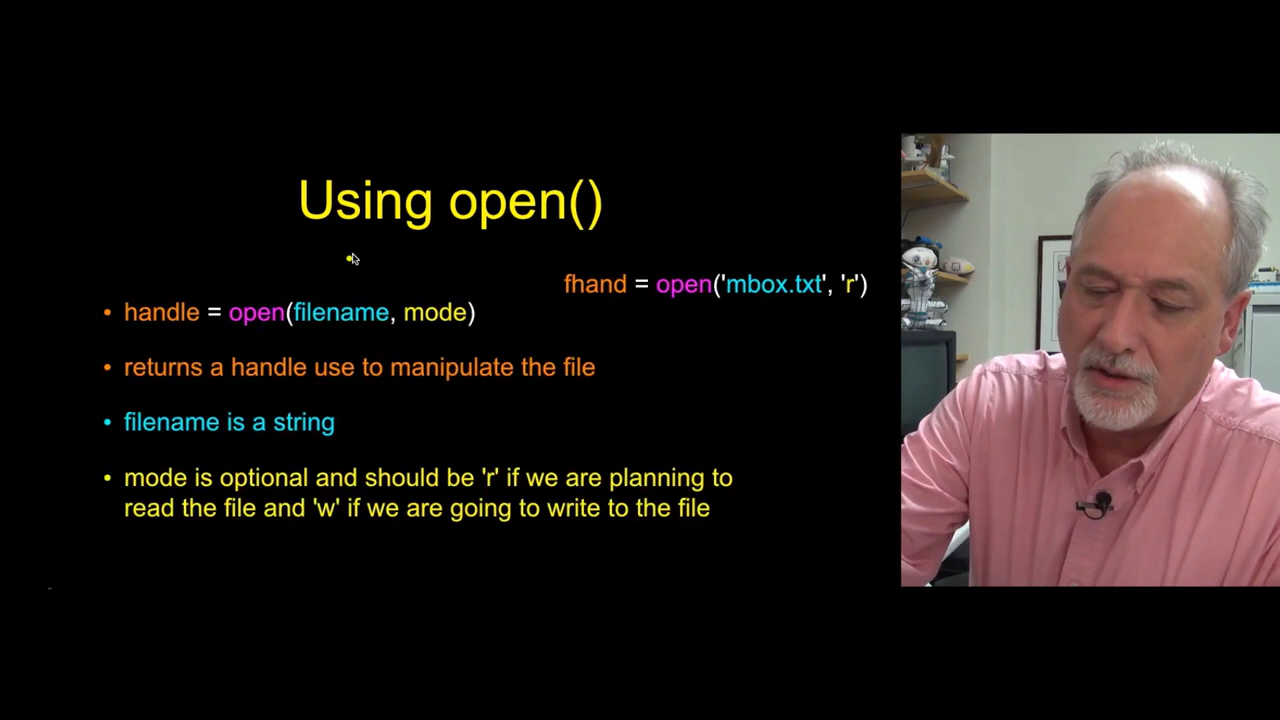 Using open()
fhand = open('mbox.txt', 'r')
• handle = open(filename, mode)
• returns a handle use to manipulate the file
• filename is a string
• mode is optional and should be 'r' if we are planning to
read the file and 'w' if we are going to write to the file